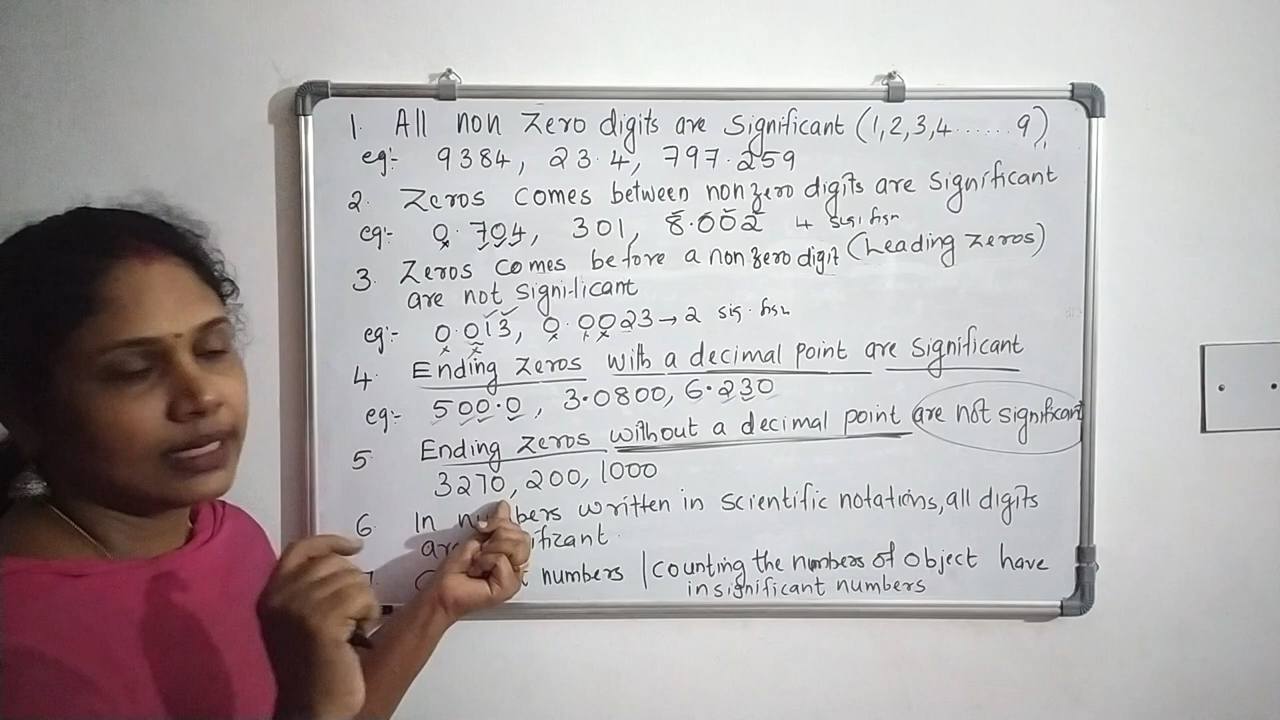 1. All non zero digits are significant (1,2,3,4......9)
eg:- 9384, 23.4, 797.259
2. Zeros comes between non zero digits are significant
eg:- 0.704, 301, 8.002 4 sig. fign
3. Zeros comes before a non zero digit (Leading zeros)
are not significant
eg:- 0.013, 0.0023 → 2 sig. fign
4. Ending zeros with a decimal point are significant
eg:- 500.0, 3.0800, 6.230
5. Ending zeros without a decimal point are not significant
3270, 200, 1000
6. In numbers written in scientific notations, all digits
are
numbers | counting the numbers of object have
insignificant numbers